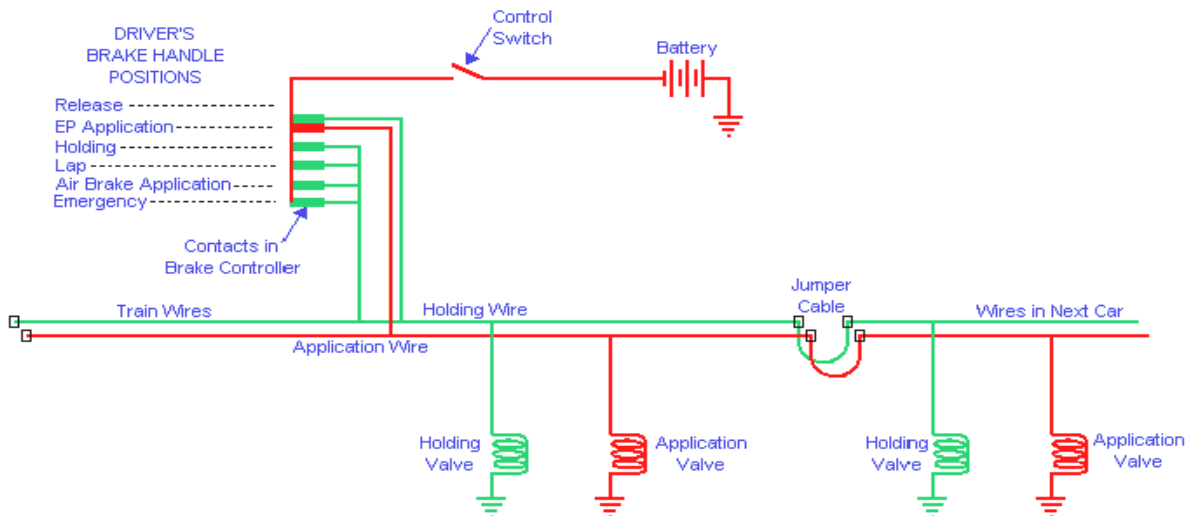 DRIVER'S
BRAKE HANDLE
POSITIONS
Control
Switch
Battery
Release
EP Application
Holding
Lap
Air Brake Application
Emergency
Contacts in
Brake Controller
Train Wires
Holding Wire
Jumper
Cable
Wires in Next Car
Application Wire
Holding
Valve
Application
Valve
Holding
Valve
Application
Valve